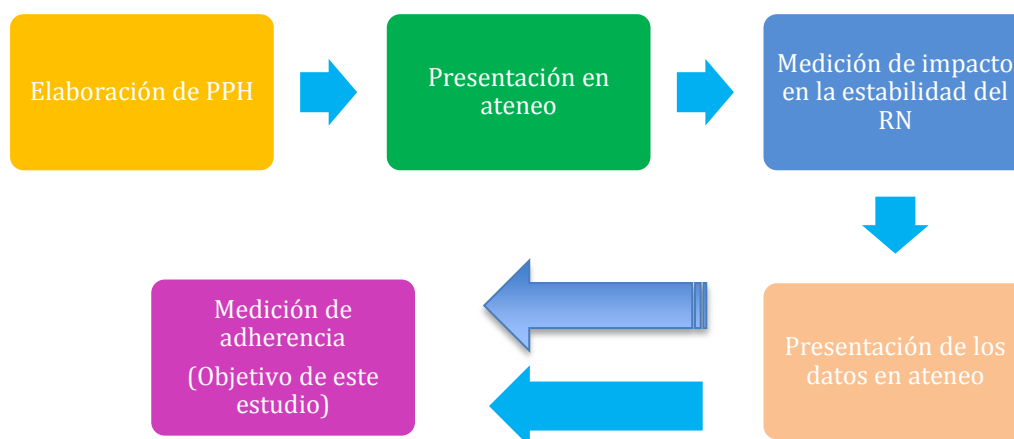 Elaboración de PPH
Presentación en
ateneo
Medición de impacto
en la estabilidad del
RN
Presentación de los
datos en ateneo
Medición de
adherencia
(Objetivo de este
estudio)